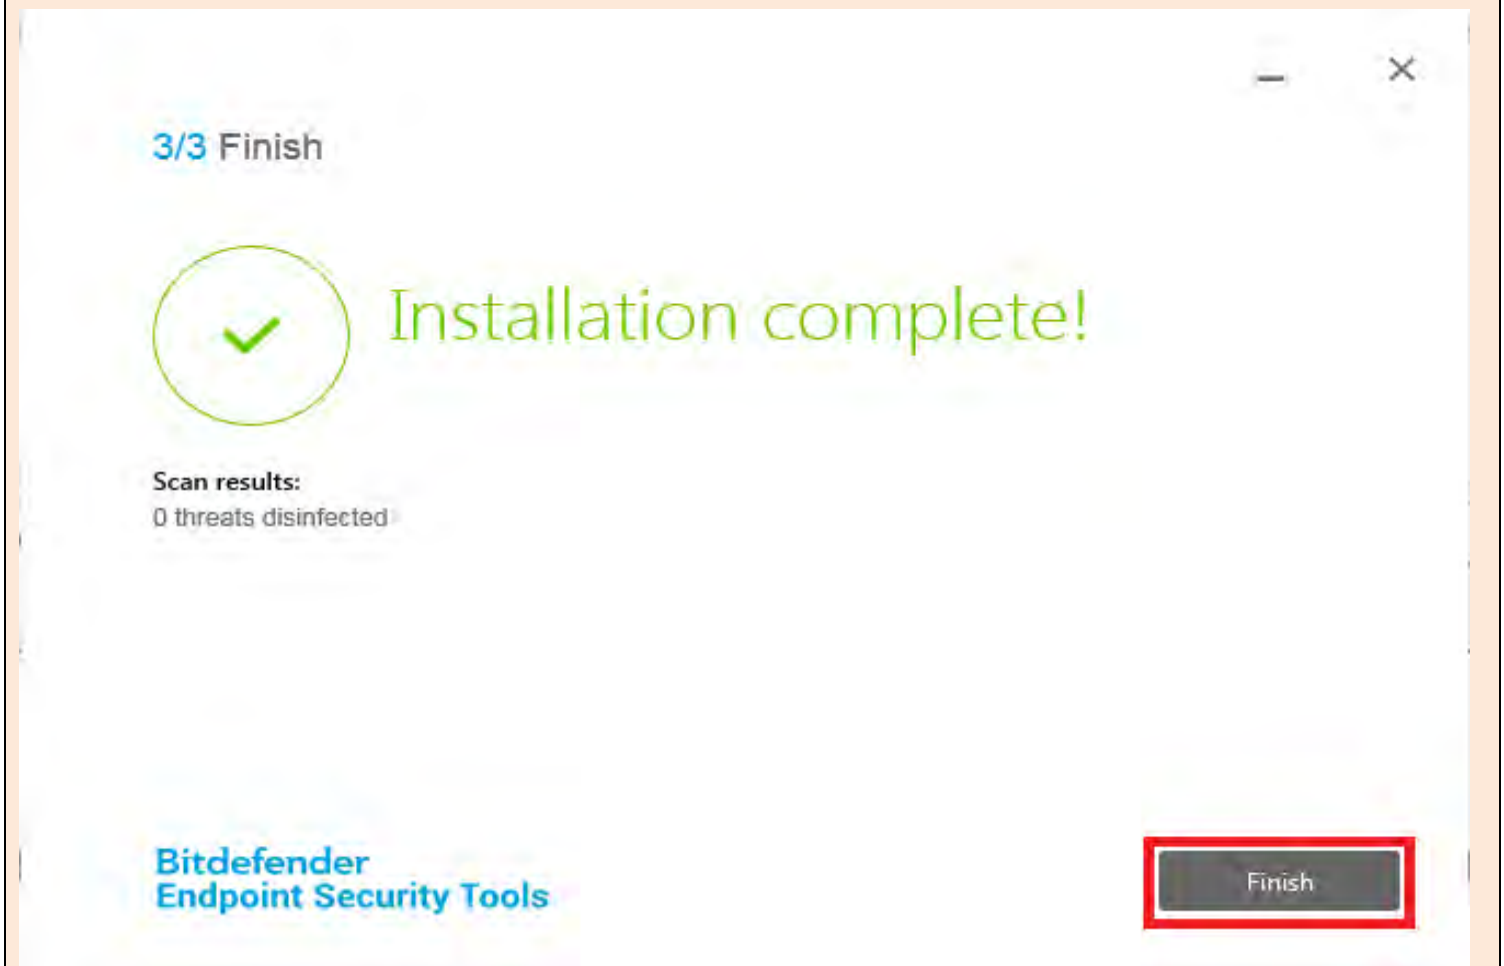 3/3 Finish
Installation complete!
Scan results:
0 threats disinfected
Bitdefender
Endpoint Security Tools
Finish